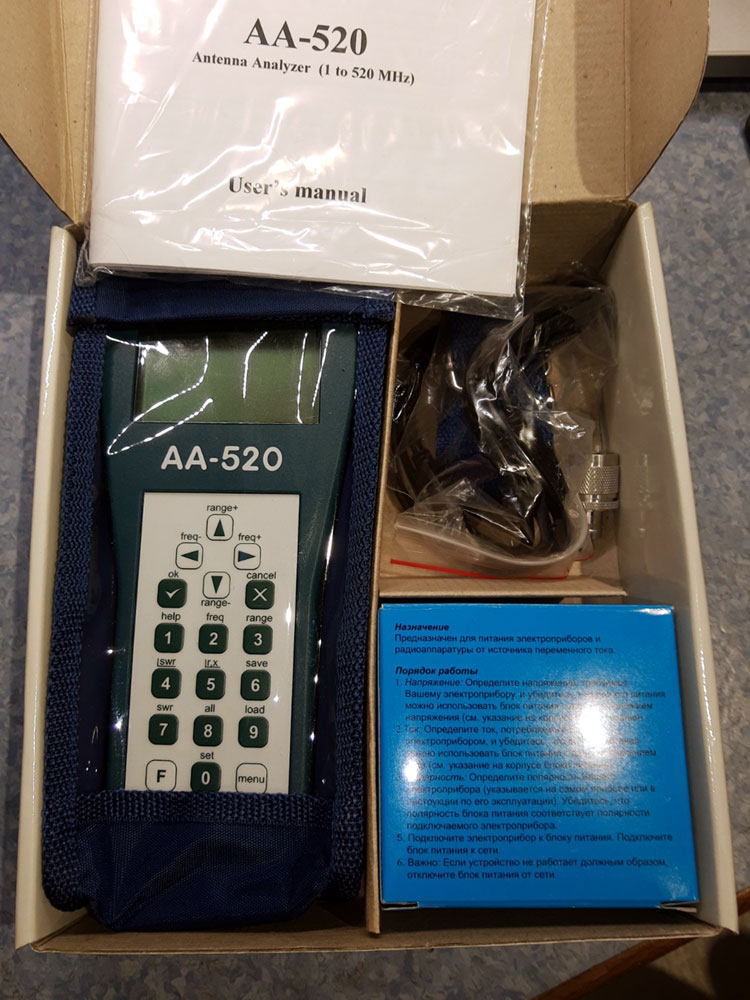 AA-520
Antenna Analyzer (1 to 520 MHz)
User's manual
AA-520
range+
freq- freq+
ok cancel
range-
help freq range
1 2 3
lswr lr,x save
4 5 6
swr all load
7 8 9
set
F 0 menu
Назначение
Предназначен для питания электроприборов и
радиоаппаратуры от источника переменного тока.
Порядок работы
1. Напряжение: Определите напряжение,
Вашему электроприбору, и питания
можно использовать блок питания
напряжения (см. указание на
2. Ток: Определите ток,
электроприбором, и убедитесь,
можно использовать блок питания
(см. указание на корпусе блока
Определите полярность
электроприбора (указывается на самом или в
инструкции по его эксплуатации). Убедитесь, что
полярность блока питания соответствует полярности
подключаемого электроприбора.
5. Подключите электроприбор к блоку питания. Подключите
блок питания к сети.
6. Важно: Если устройство не работает должным образом,
отключите блок питания от сети.